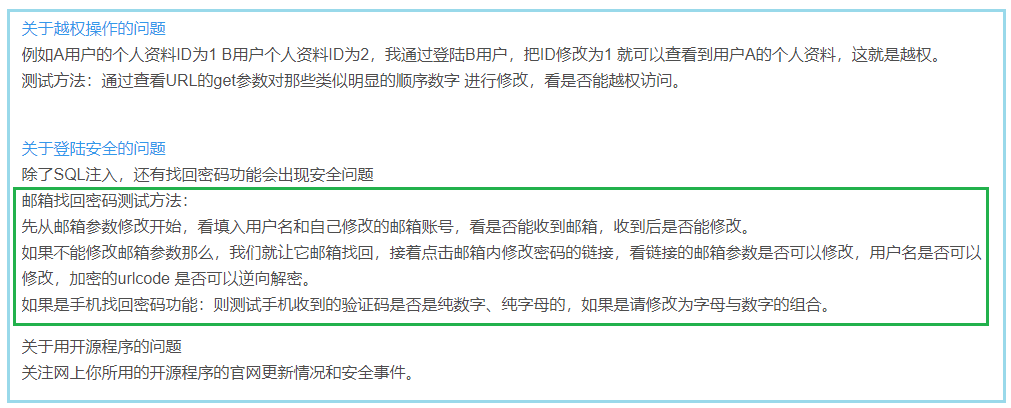 关于越权操作的问题
例如A用户的个人资料ID为1 B用户个人资料ID为2，我通过登陆B用户，把ID修改为1 就可以查看到用户A的个人资料，这就是越权。
测试方法：通过查看URL的get参数对那些类似明显的顺序数字 进行修改，看是否能越权访问。
关于登陆安全的问题
除了SQL注入，还有找回密码功能会出现安全问题
邮箱找回密码测试方法：
先从邮箱参数修改开始，看填入用户名和自己修改的邮箱账号，看是否能收到邮箱，收到后是否能修改。
如果不能修改邮箱参数那么，我们就让它邮箱找回，接着点击邮箱内修改密码的链接，看链接的邮箱参数是否可以修改，用户名是否可以
修改，加密的urlcode 是否可以逆向解密。
如果是手机找回密码功能：则测试手机收到的验证码是否是纯数字、纯字母的，如果是请修改为字母与数字的组合。
关于用开源程序的问题
关注网上你所用的开源程序的官网更新情况和安全事件。